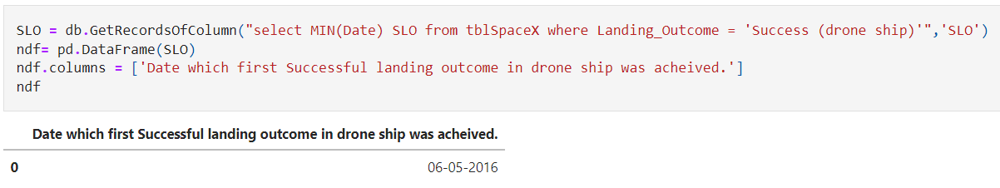 SLO = db.GetRecordsOfColumn("select MIN(Date) SLO from tblSpaceX where Landing_Outcome = 'Success (drone ship)'",'SLO')
ndf= pd.DataFrame(SLO)
ndf.columns = ['Date which first Successful landing outcome in drone ship was acheived.']
ndf
Date which first Successful landing outcome in drone ship was acheived.
0 06-05-2016